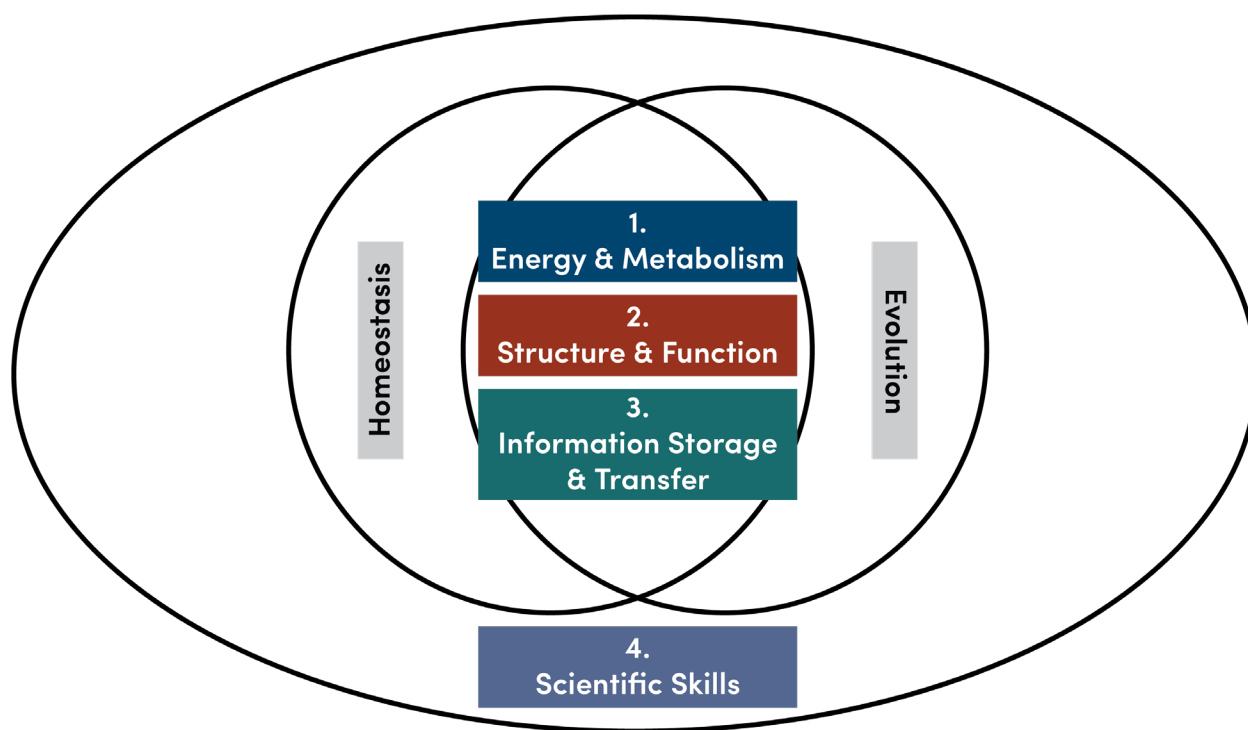 1.
Energy & Metabolism
Homeostasis
2.
Structure & Function
Evolution
3.
Information Storage
& Transfer
4.
Scientific Skills